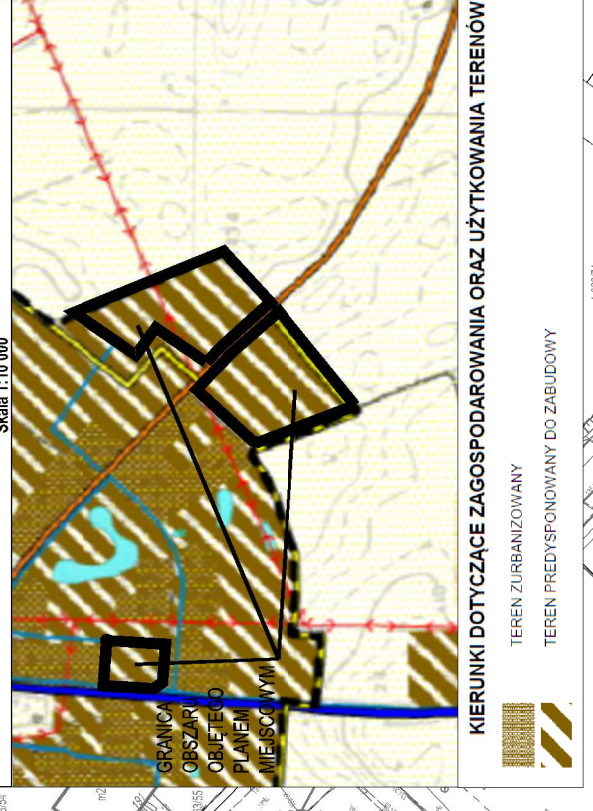 Skala 1:10 000
GRANICA
OBSZARU
OBJĘTEGO
PLANEM
MIEJSCOWYM
KIERUNKI DOTYCZĄCE ZAGOSPODAROWANIA ORAZ UŻYTKOWANIA TERENÓW
TEREN ZURBANIZOWANY
TEREN PREDYSPONOWANY DO ZABUDOWY